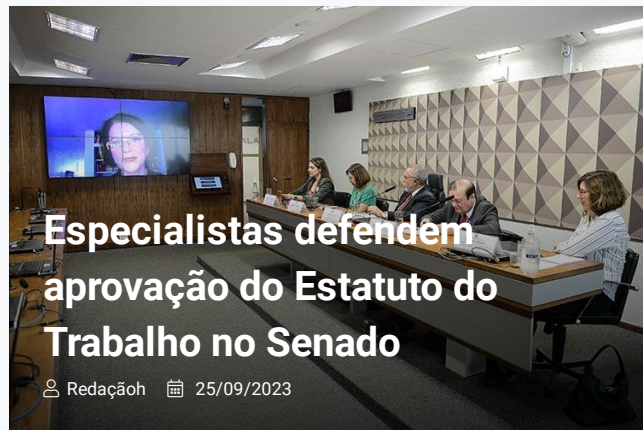 Especialistas defendem
aprovação do Estatuto do
Trabalho no Senado
Redaçãoh 25/09/2023